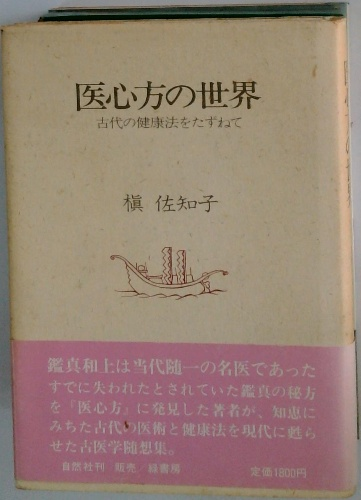 医心方の世界
古代の健康法をたずねて
槇 佐知子
鑑真和上は当代随一の名医であった
すでに失われたとされていた鑑真の秘方
を『医心方』に発見した著者が、知恵に
みちた古代の医術と健康法を現代に甦ら
せた古医学随想集。
自然社刊 販売 績書房 定価1800円